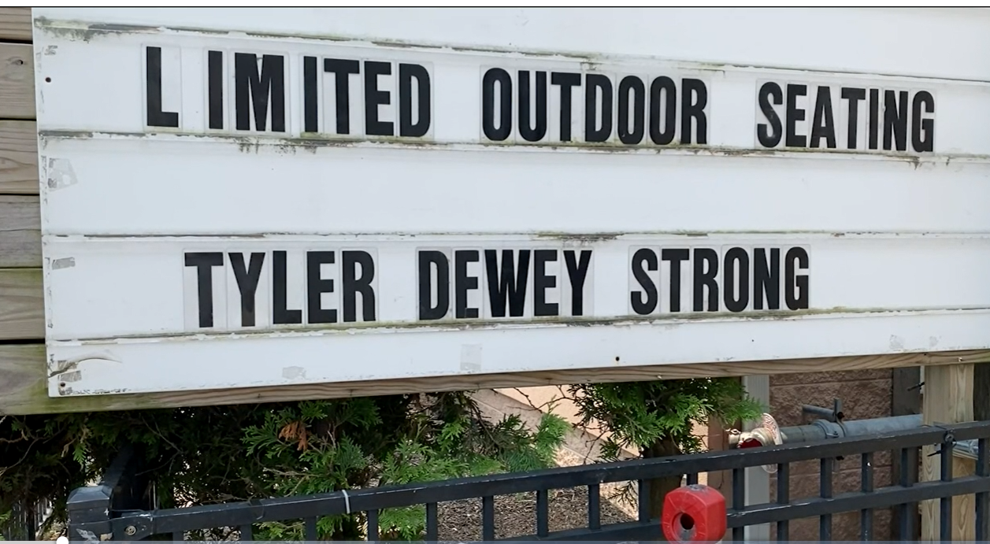 LIMITED OUTDOOR SEATING
TYLER DEWEY STRONG